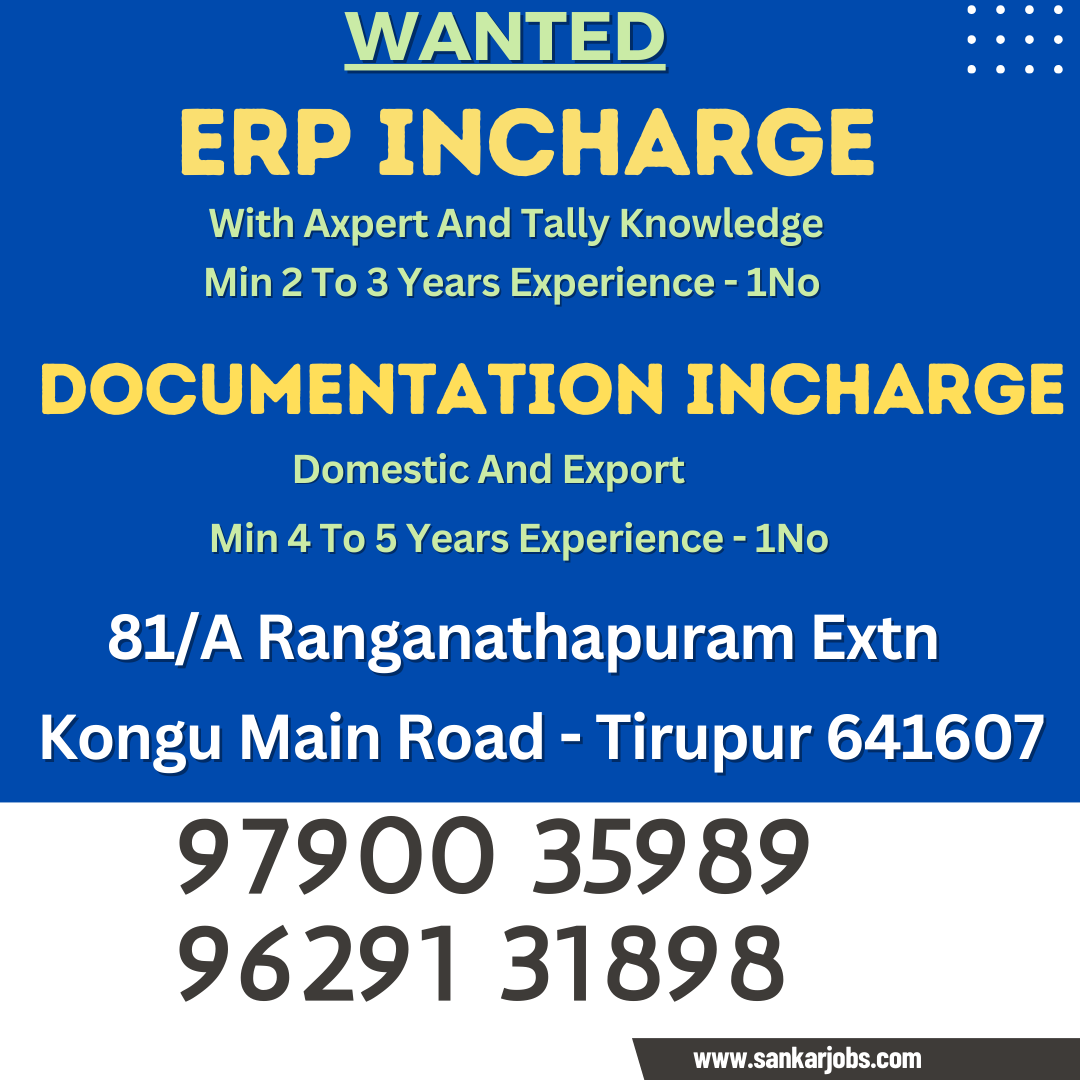 WANTED
ERP INCHARGE
With Axpert And Tally Knowledge
Min 2 To 3 Years Experience - 1No
DOCUMENTATION INCHARGE
Domestic And Export
Min 4 To 5 Years Experience - 1No
81/A Ranganathapuram Extn
Kongu Main Road - Tirupur 641607
97900 35989
96291 31898
www.sankarjobs.com